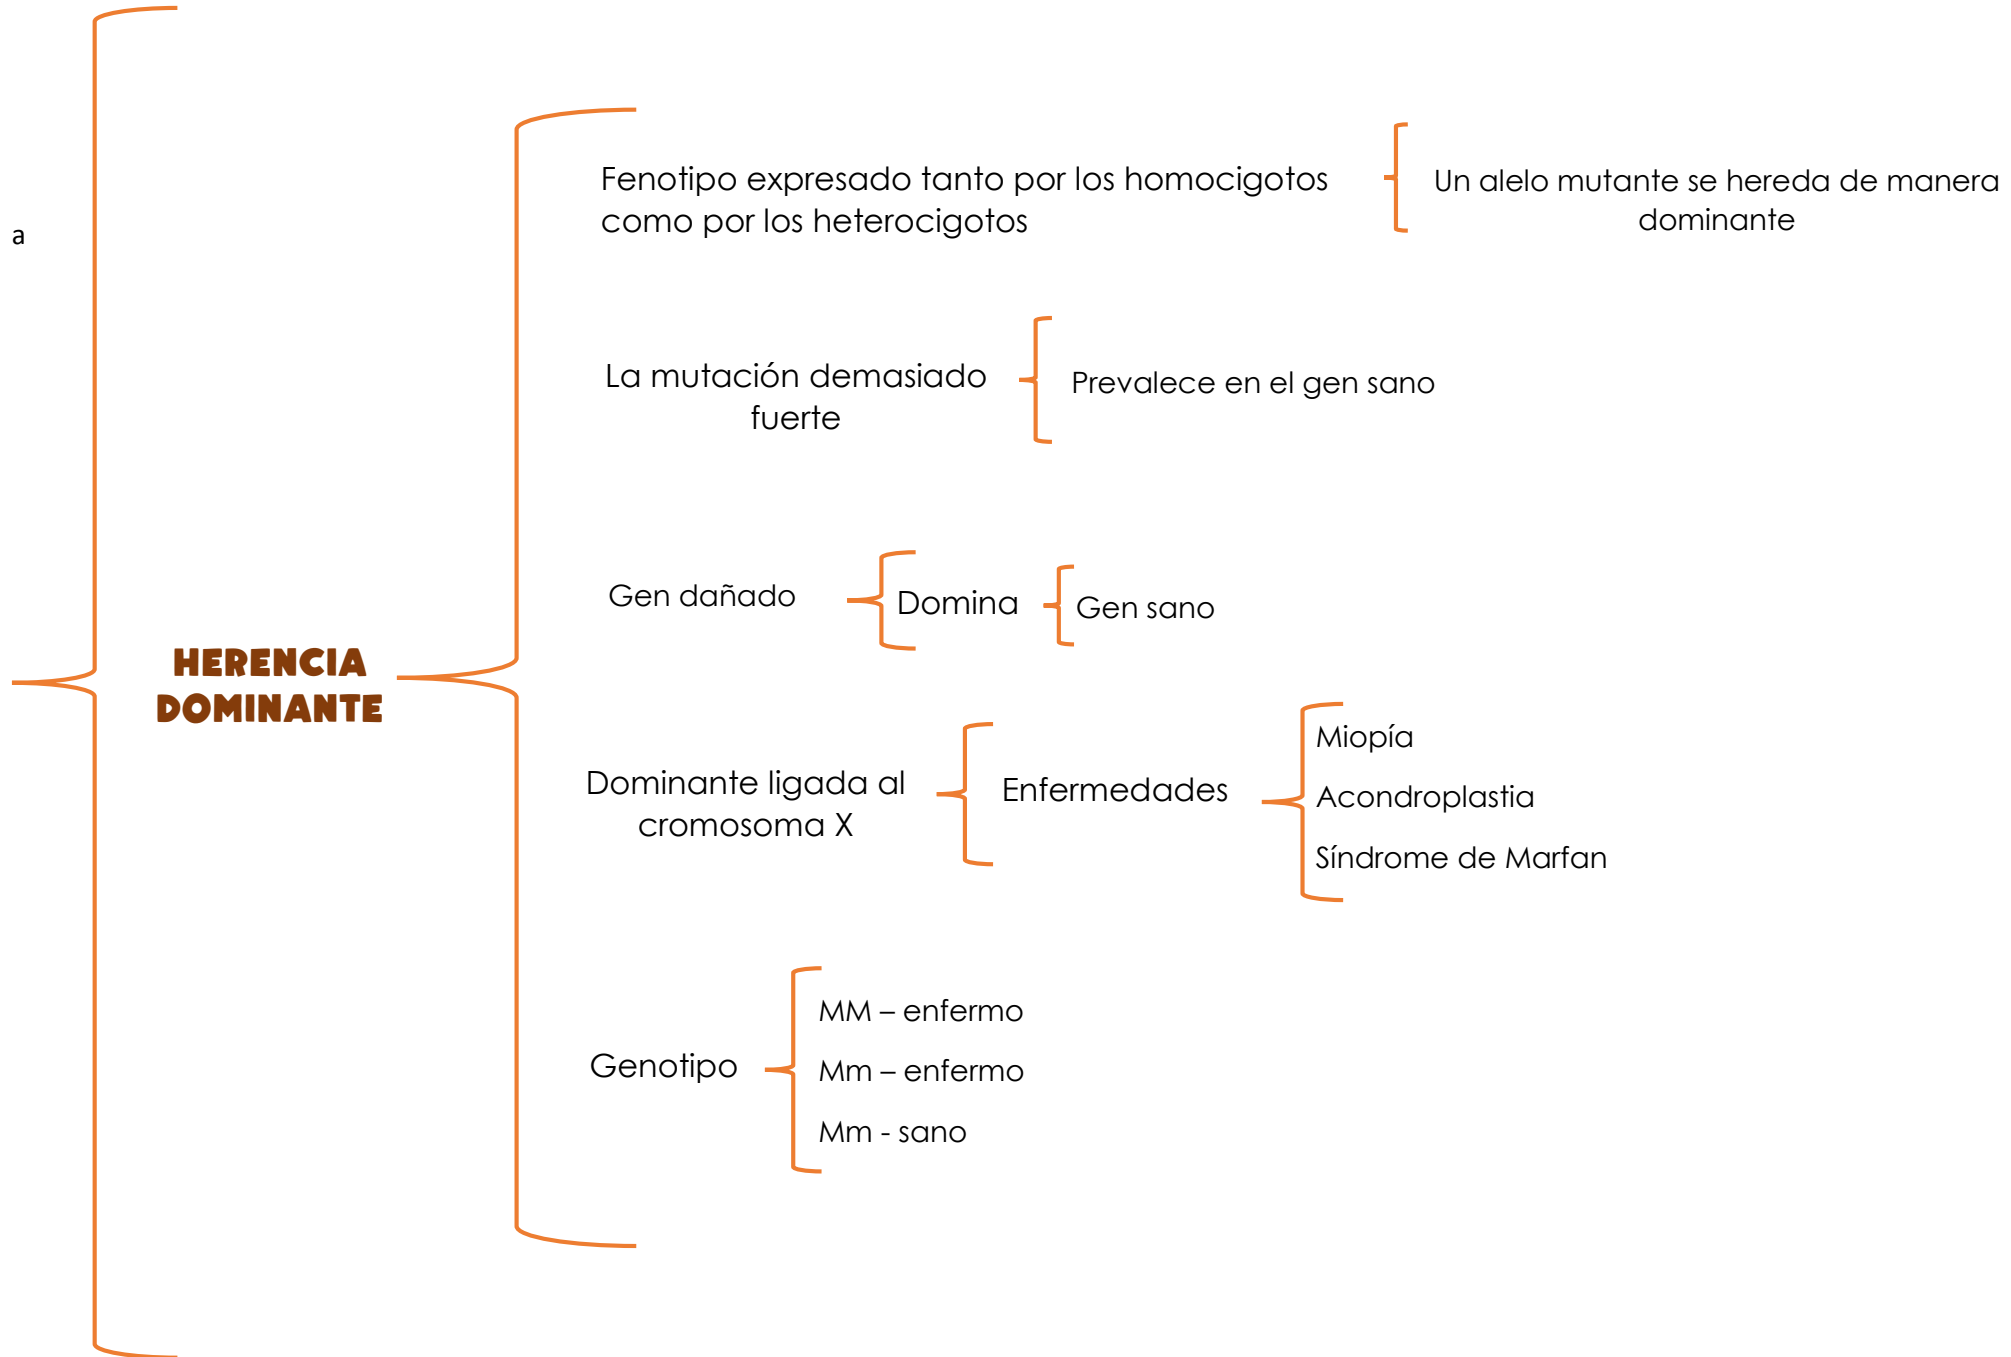 a
HERENCIA
DOMINANTE
Fenotipo expresado tanto por los homocigotos
como por los heterocigotos
Un alelo mutante se hereda de manera
dominante
La mutación demasiado
fuerte
Prevalece en el gen sano
Gen dañado
Domina
Gen sano
Dominante ligada al
cromosoma X
Enfermedades
Miopía
Acondroplastia
Síndrome de Marfan
Genotipo
MM – enfermo
Mm – enfermo
Mm - sano